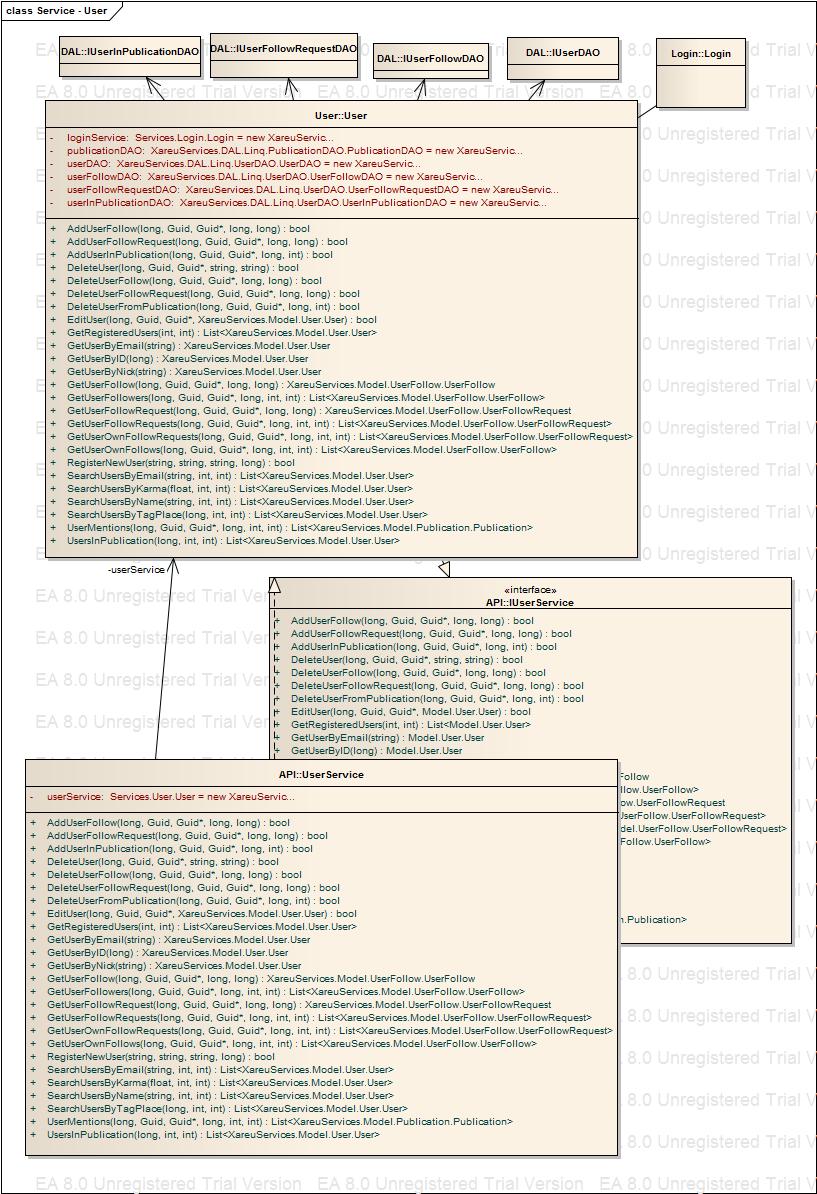 class Service - User
DAL::IUserInPublicationDAO
DAL::IUserFollowRequestDAO
DAL::IUserFollowDAO
DAL::IUserDAO
Login::Login
User::User
- loginService: Services.Login.Login = new XareuServic...
- publicationDAO: XareuServices.DAL.Linq.PublicationDAO.PublicationDAO = new XareuServic...
- userDAO: XareuServices.DAL.Linq.UserDAO.UserDAO = new XareuServic...
- userFollowDAO: XareuServices.DAL.Linq.UserDAO.UserFollowDAO = new XareuServic...
- userFollowRequestDAO: XareuServices.DAL.Linq.UserDAO.UserFollowRequestDAO = new XareuServic...
- userInPublicationDAO: XareuServices.DAL.Linq.UserDAO.UserInPublicationDAO = new XareuServic...
+ AddUserFollow(long, Guid, Guid*, long, long) : bool
+ AddUserFollowRequest(long, Guid, Guid*, long, long) : bool
+ AddUserInPublication(long, Guid, Guid*, long, int) : bool
+ DeleteUser(long, Guid, Guid*, string, string) : bool
+ DeleteUserFollow(long, Guid, Guid*, long, long) : bool
+ DeleteUserFollowRequest(long, Guid, Guid*, long, long) : bool
+ DeleteUserFromPublication(long, Guid, Guid*, long, int) : bool
+ EditUser(long, Guid, Guid*, XareuServices.Model.User.User) : bool
+ GetRegisteredUsers(int, int) : List<XareuServices.Model.User.User>
+ GetUserByEmail(string) : XareuServices.Model.User.User
+ GetUserByID(long) : XareuServices.Model.User.User
+ GetUserByNick(string) : XareuServices.Model.User.User
+ GetUserFollow(long, Guid, Guid*, long, long) : XareuServices.Model.UserFollow.UserFollow
+ GetUserFollowers(long, Guid, Guid*, long, int, int) : List<XareuServices.Model.UserFollow.UserFollow>
+ GetUserFollowRequest(long, Guid, Guid*, long, long) : XareuServices.Model.UserFollow.UserFollowRequest
+ GetUserFollowRequests(long, Guid, Guid*, long, int, int) : List<XareuServices.Model.UserFollow.UserFollowRequest>
+ GetUserOwnFollowRequests(long, Guid, Guid*, long, int, int) : List<XareuServices.Model.UserFollow.UserFollowRequest>
+ GetUserOwnFollows(long, Guid, Guid*, long, int, int) : List<XareuServices.Model.UserFollow.UserFollow>
+ RegisterNewUser(string, string, string, long) : bool
+ SearchUsersByEmail(string, int, int) : List<XareuServices.Model.User.User>
+ SearchUsersByKarma(float, int, int) : List<XareuServices.Model.User.User>
+ SearchUsersByName(string, int, int) : List<XareuServices.Model.User.User>
+ SearchUsersByTagPlace(long, int, int) : List<XareuServices.Model.User.User>
+ UserMentions(long, Guid, Guid*, long, int, int) : List<XareuServices.Model.Publication.Publication>
+ UsersInPublication(long, int, int) : List<XareuServices.Model.User.User>
-userService
«interface»
API::IUserService
+ AddUserFollow(long, Guid, Guid*, long, long) : bool
+ AddUserFollowRequest(long, Guid, Guid*, long, long) : bool
+ AddUserInPublication(long, Guid, Guid*, long, int) : bool
+ DeleteUser(long, Guid, Guid*, string, string) : bool
+ DeleteUserFollow(long, Guid, Guid*, long, long) : bool
+ DeleteUserFollowRequest(long, Guid, Guid*, long, long) : bool
+ DeleteUserFromPublication(long, Guid, Guid*, long, int) : bool
+ EditUser(long, Guid, Guid*, Model.User.User) : bool
+ GetRegisteredUsers(int, int) : List<Model.User.User>
+ GetUserByEmail(string) : Model.User.User
+ GetUserByID(long) : Model.User.User
Follow
llow.UserFollow>
ow.UserFollowRequest
UserFollow.UserFollowRequest>
del.UserFollow.UserFollowRequest>
Follow.UserFollow>
n.Publication>
API::UserService
- userService: Services.User.User = new XareuServic...
+ AddUserFollow(long, Guid, Guid*, long, long) : bool
+ AddUserFollowRequest(long, Guid, Guid*, long, long) : bool
+ AddUserInPublication(long, Guid, Guid*, long, int) : bool
+ DeleteUser(long, Guid, Guid*, string, string) : bool
+ DeleteUserFollow(long, Guid, Guid*, long, long) : bool
+ DeleteUserFollowRequest(long, Guid, Guid*, long, long) : bool
+ DeleteUserFromPublication(long, Guid, Guid*, long, int) : bool
+ EditUser(long, Guid, Guid*, XareuServices.Model.User.User) : bool
+ GetRegisteredUsers(int, int) : List<XareuServices.Model.User.User>
+ GetUserByEmail(string) : XareuServices.Model.User.User
+ GetUserByID(long) : XareuServices.Model.User.User
+ GetUserByNick(string) : XareuServices.Model.User.User
+ GetUserFollow(long, Guid, Guid*, long, long) : XareuServices.Model.UserFollow.UserFollow
+ GetUserFollowers(long, Guid, Guid*, long, int, int) : List<XareuServices.Model.UserFollow.UserFollow>
+ GetUserFollowRequest(long, Guid, Guid*, long, long) : XareuServices.Model.UserFollow.UserFollowRequest
+ GetUserFollowRequests(long, Guid, Guid*, long, int, int) : List<XareuServices.Model.UserFollow.UserFollowRequest>
+ GetUserOwnFollowRequests(long, Guid, Guid*, long, int, int) : List<XareuServices.Model.UserFollow.UserFollowRequest>
+ GetUserOwnFollows(long, Guid, Guid*, long, int, int) : List<XareuServices.Model.UserFollow.UserFollow>
+ RegisterNewUser(string, string, string, long) : bool
+ SearchUsersByEmail(string, int, int) : List<XareuServices.Model.User.User>
+ SearchUsersByKarma(float, int, int) : List<XareuServices.Model.User.User>
+ SearchUsersByName(string, int, int) : List<XareuServices.Model.User.User>
+ SearchUsersByTagPlace(long, int, int) : List<XareuServices.Model.User.User>
+ UserMentions(long, Guid, Guid*, long, int, int) : List<XareuServices.Model.Publication.Publication>
+ UsersInPublication(long, int, int) : List<XareuServices.Model.User.User>
EA 8.0 Unregistered Trial Version EA 8.0 Unregistered Trial Version EA 8.0 Unregistered Trial V